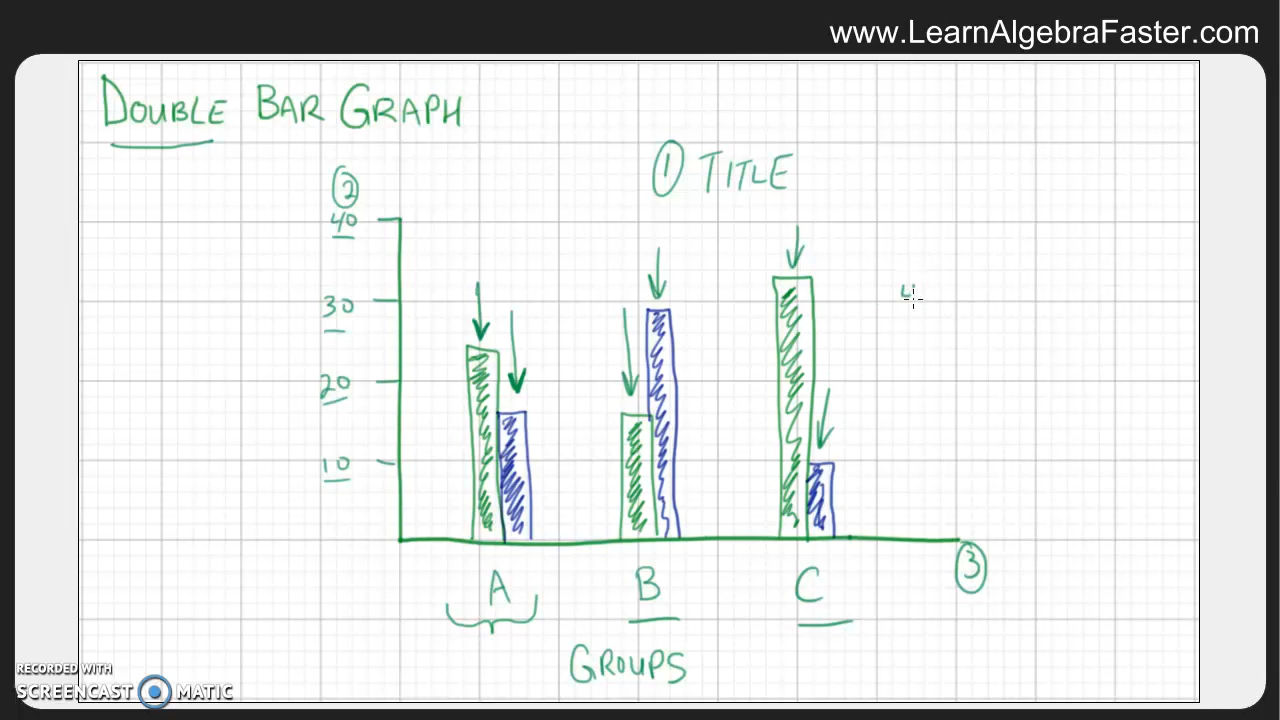 www.LearnAlgebraFaster.com
DOUBLE BAR GRAPH
① TITLE
②
40
30
20
10
③
A B C
GROUPS
RECORDED WITH
SCREENCAST MATIC